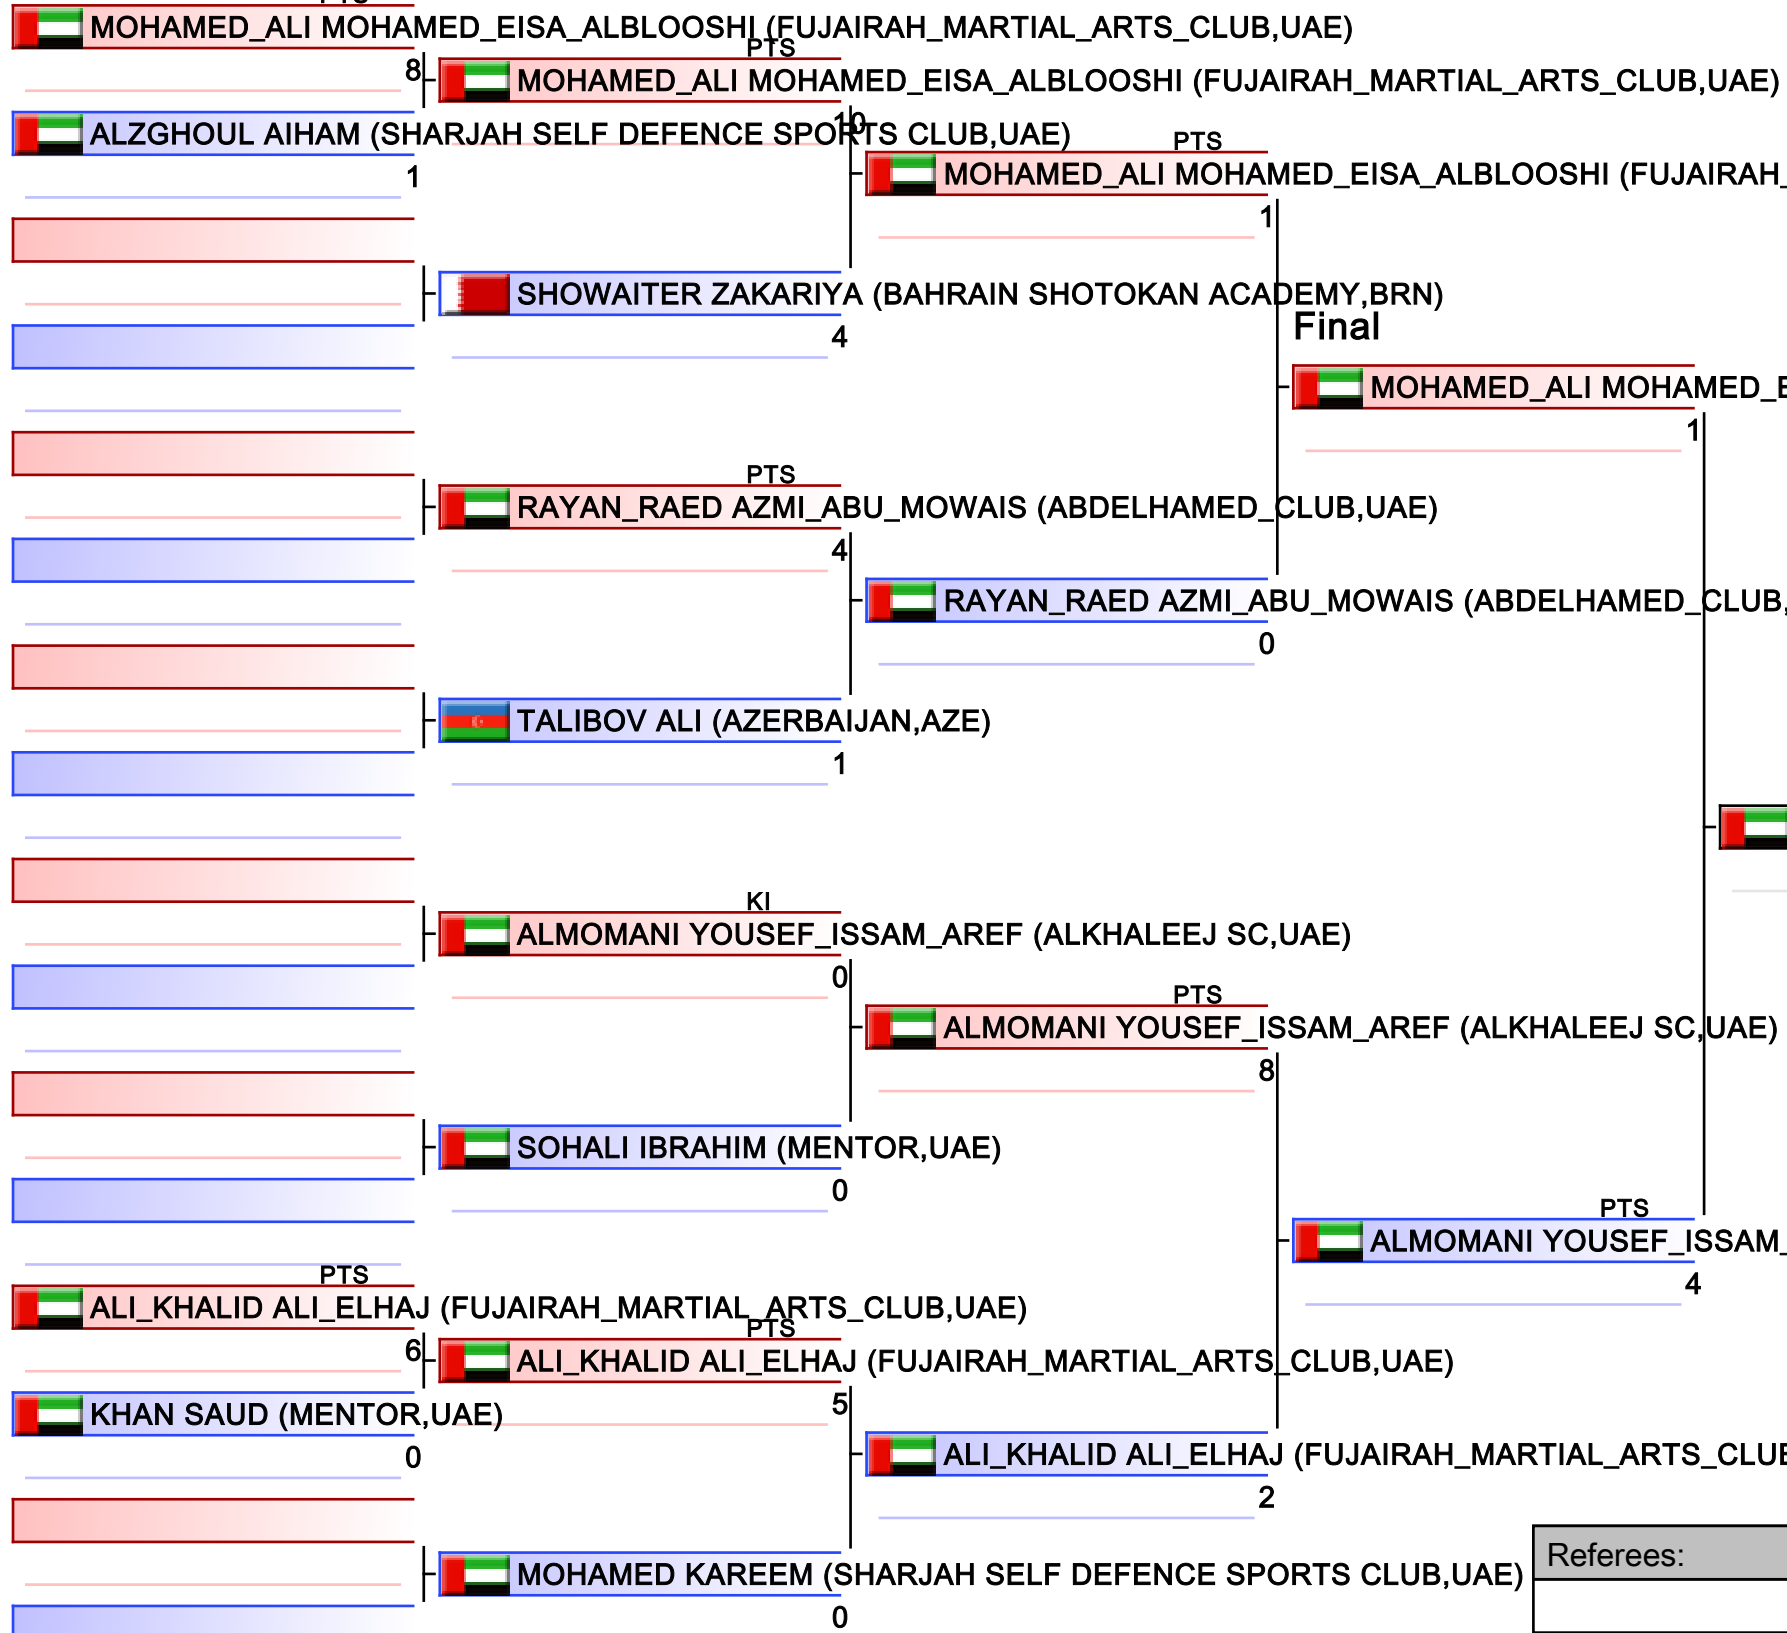 PTS
MOHAMED_ALI MOHAMED_EISA_ALBLOOSHI (FUJAIRAH_MARTIAL_ARTS_CLUB,UAE)
8
ALZGHOUL AIHAM (SHARJAH SELF DEFENCE SPORTS CLUB,UAE)
1
PTS
ALI_KHALID ALI_ELHAJ (FUJAIRAH_MARTIAL_ARTS_CLUB,UAE)
6
KHAN SAUD (MENTOR,UAE)
0
PTS
MOHAMED_ALI MOHAMED_EISA_ALBLOOSHI (FUJAIRAH_MARTIAL_ARTS_CLUB,UAE)
10
SHOWAITER ZAKARIYA (BAHRAIN SHOTOKAN ACADEMY,BRN)
4
PTS
RAYAN_RAED AZMI_ABU_MOWAIS (ABDELHAMED_CLUB,UAE)
4
TALIBOV ALI (AZERBAIJAN,AZE)
1
KI
ALMOMANI YOUSEF_ISSAM_AREF (ALKHALEEJ SC,UAE)
0
SOHALI IBRAHIM (MENTOR,UAE)
0
PTS
ALI_KHALID ALI_ELHAJ (FUJAIRAH_MARTIAL_ARTS_CLUB,UAE)
5
MOHAMED KAREEM (SHARJAH SELF DEFENCE SPORTS CLUB,UAE)
0
PTS
MOHAMED_ALI MOHAMED_EISA_ALBLOOSHI (FUJAIRAH_
1
RAYAN_RAED AZMI_ABU_MOWAIS (ABDELHAMED_CLUB,
0
PTS
ALMOMANI YOUSEF_ISSAM_AREF (ALKHALEEJ SC,UAE)
8
ALI_KHALID ALI_ELHAJ (FUJAIRAH_MARTIAL_ARTS_CLUB
2
Final
MOHAMED_ALI MOHAMED_E
1
PTS
ALMOMANI YOUSEF_ISSAM_
4
Referees: